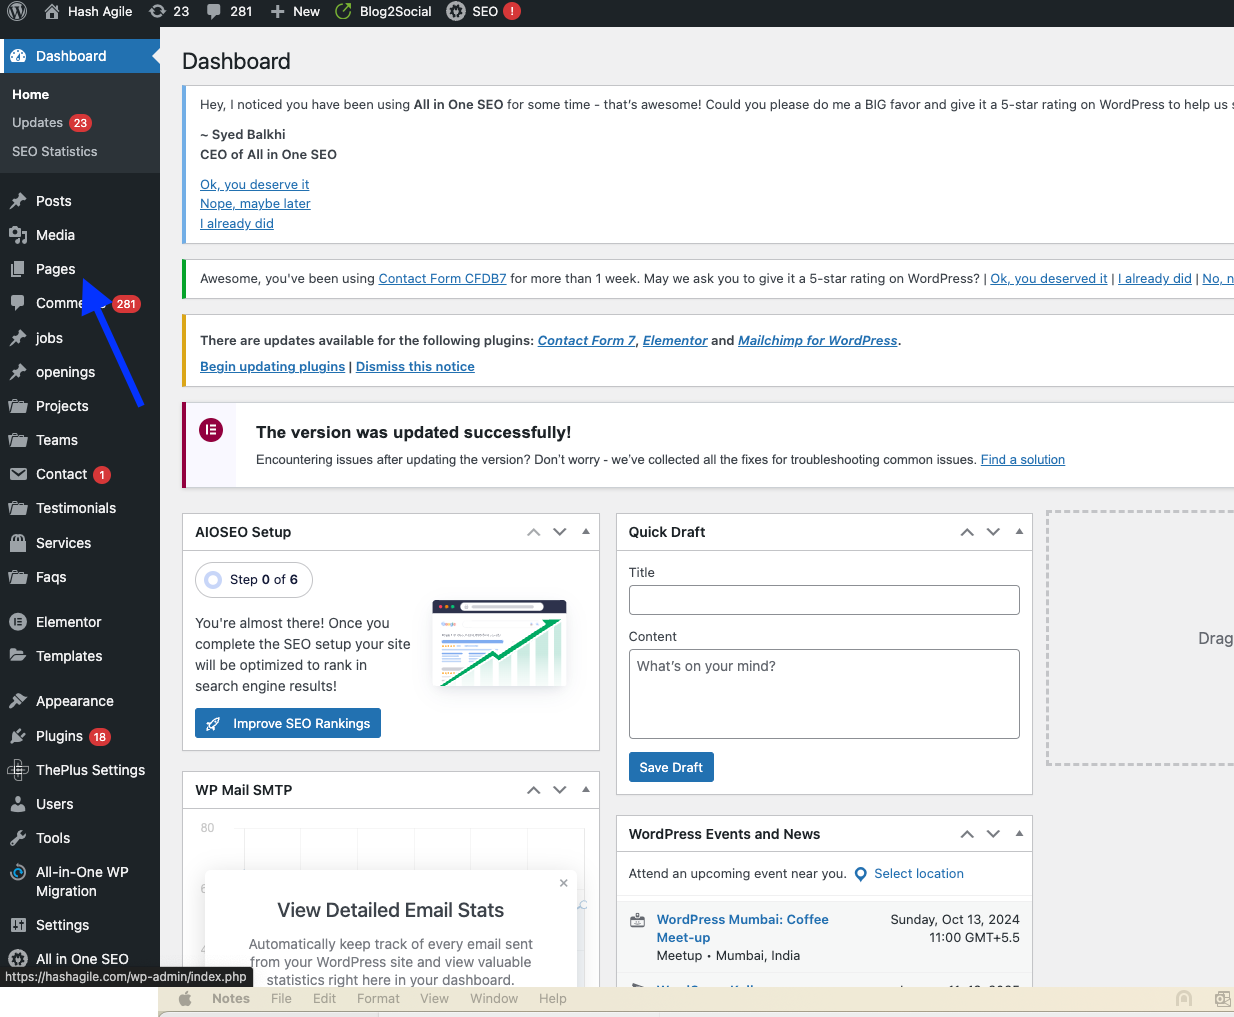 Hash Agile 23 281 New Blog2Social SEO !
Dashboard
Home
Updates 23
SEO Statistics
Posts
Media
Pages
281
jobs
openings
Projects
Teams
Contact 1
Testimonials
Services
Faqs
Elementor
Templates
Appearance
Plugins 18
ThePlus Settings
Users
Tools
All-in-One WP
Migration
Settings
All in One SEO
https://hashagile.com/wp-admin/index.php
Dashboard
Hey, I noticed you have been using All in One SEO for some time - that's awesome! Could you please do me a BIG favor and give it a 5-star rating on WordPress to help us
~ Syed Balkhi
CEO of All in One SEO
Ok, you deserve it
Nope, maybe later
I already did
Awesome, you've been using Contact Form CFDB7 for more than 1 week. May we ask you to give it a 5-star rating on WordPress? | Ok, you deserved it | I already did | No,
There are updates available for the following plugins: Contact Form 7, Elementor and Mailchimp for WordPress.
Begin updating plugins | Dismiss this notice
The version was updated successfully!
Encountering issues after updating the version? Don't worry - we've collected all the fixes for troubleshooting common issues. Find a solution
AIOSEO Setup
Step 0 of 6
You're almost there! Once you
complete the SEO setup your site
will be optimized to rank in
search engine results!
Improve SEO Rankings
WP Mail SMTP
80
View Detailed Email Stats
Automatically keep track of every email sent
from your WordPress site and view valuable
statistics right here in your dashboard.
Quick Draft
Title
Content
What's on your mind?
Save Draft
WordPress Events and News
Attend an upcoming event near you. Select location
WordPress Mumbai: Coffee
Meet-up
Meetup • Mumbai, India
Sunday, Oct 13, 2024
11:00 GMT+5.5
Drag
Notes File Edit Format View Window Help